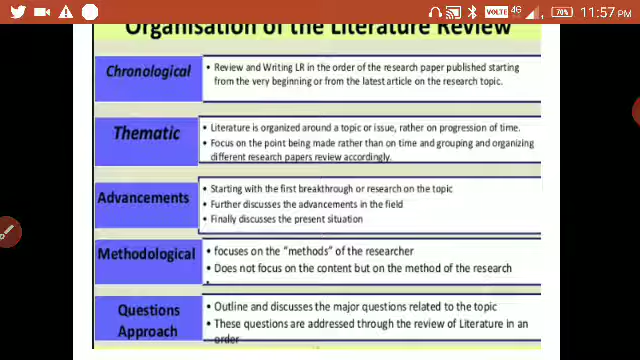 VOLTE 4G 70% 11:57 PM
Organisation of the Literature Review
Chronological
• Review and Writing LR in the order of the research paper published starting
from the very beginning or from the latest article on the research topic.
Thematic
• Literature is organized around a topic or issue, rather on progression of time.
• Focus on the point being made rather than on time and grouping and organizing
different research papers review accordingly.
Advancements
• Starting with the first breakthrough or research on the topic
• Further discusses the advancements in the field
• Finally discusses the present situation
Methodological
• focuses on the “methods” of the researcher
• Does not focus on the content but on the method of the research
•
Questions
Approach
• Outline and discusses the major questions related to the topic
• These questions are addressed through the review of Literature in an
order